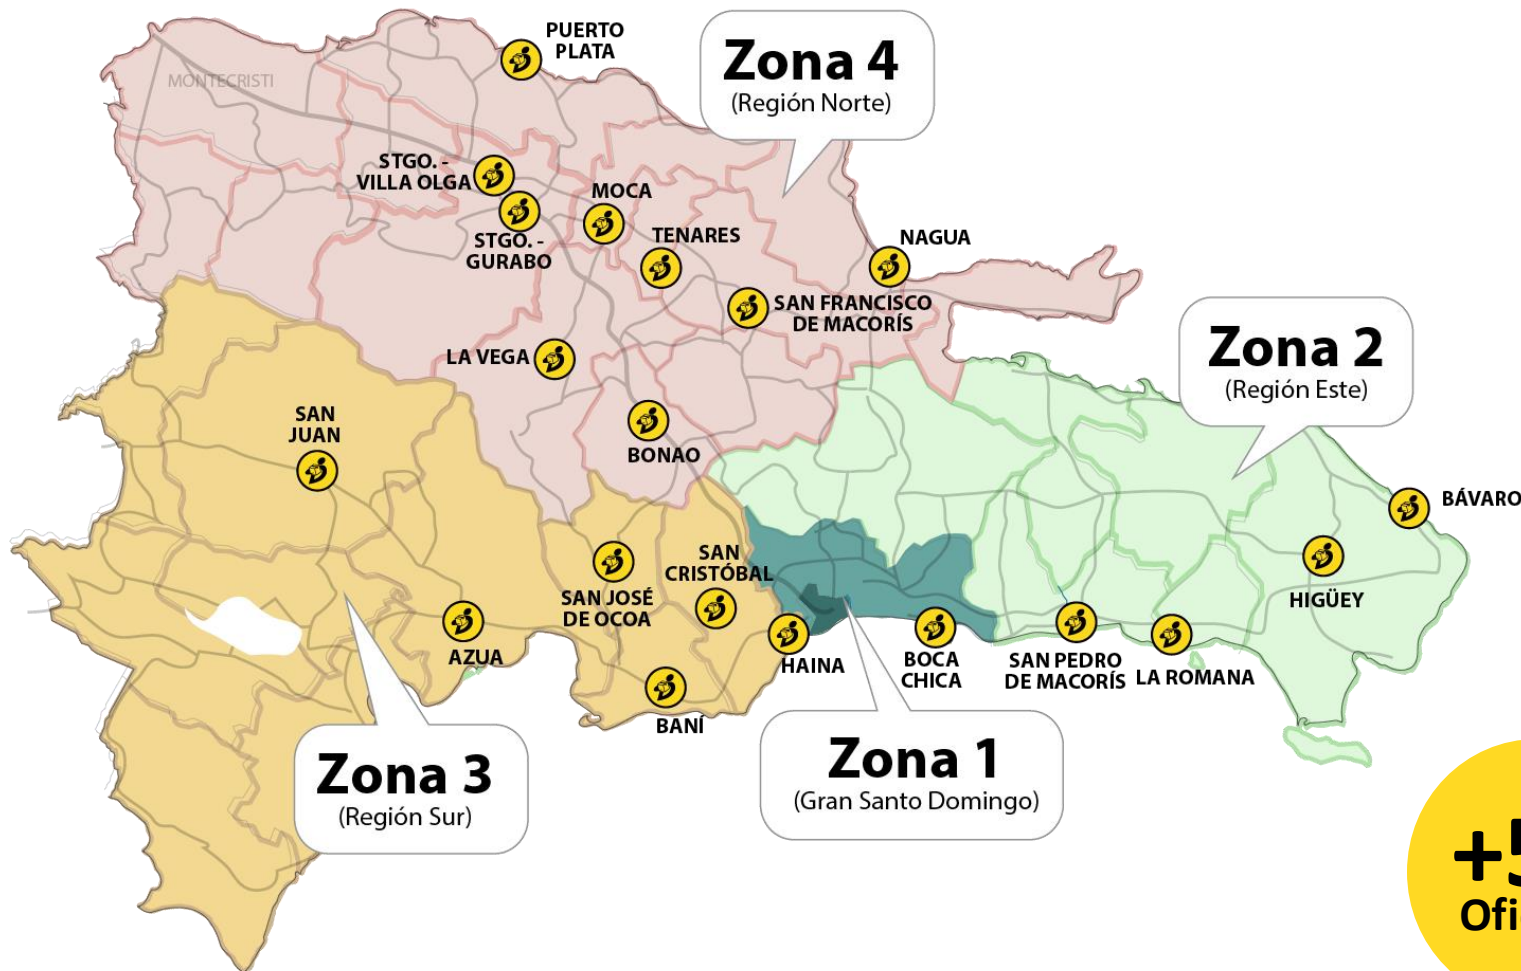 PUERTO
PLATA
Zona 4
(Región Norte)
MONTECRISTI
STGO. -
VILLA OLGA
MOCA
STGO. -
GURABO
TENARES
NAGUA
SAN FRANCISCO
DE MACORÍS
LA VEGA
Zona 2
(Región Este)
SAN
JUAN
BONAO
BÁVARO
SAN
CRISTÓBAL
SAN JOSÉ
DE OCOA
HIGÜEY
AZUA
HAINA
BOCA
CHICA
SAN PEDRO
DE MACORÍS
LA ROMANA
BANÍ
Zona 3
(Región Sur)
Zona 1
(Gran Santo Domingo)